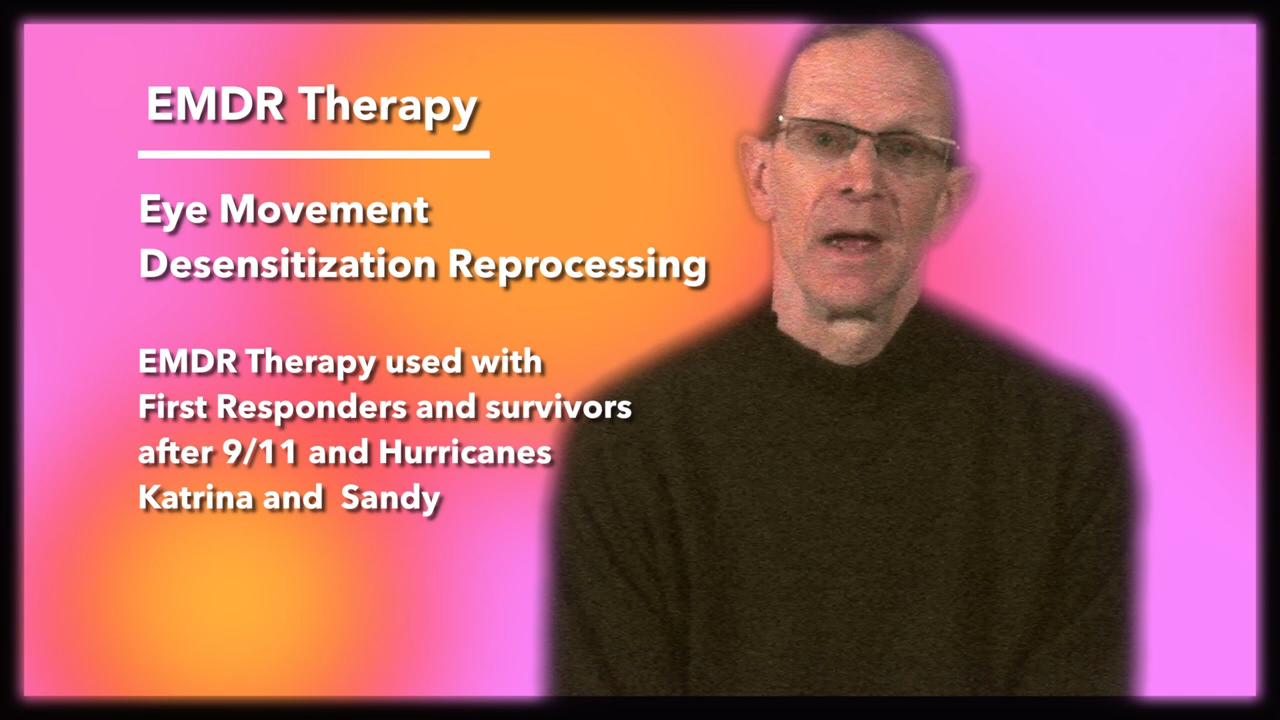 EMDR Therapy
Eye Movement
Desensitization Reprocessing
EMDR Therapy used with
First Responders and survivors
after 9/11 and Hurricanes
Katrina and  Sandy